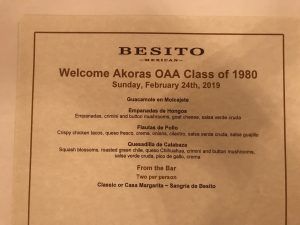 BESITO
MEXICAN
Welcome Akoras OAA Class of 1980
Sunday, February 24th, 2019
Guacamole en Molcajete
Empanadas de Hongos
Empanadas, crimini and button mushrooms, goat cheese, salsa verde cruda
Flautas de Pollo
Crispy chicken tacos, queso fresco, crema, onions, cilantro, salsa verde cruda, salsa guajillo
Quesadilla de Calabaza
Squash blossoms, roasted green chile, queso Chihuahua, crimini and button mushrooms,
salsa verde cruda, pico de gallo, crema
From the Bar
Two per person
Classic or Casa Margarita ~ Sangria de Besito